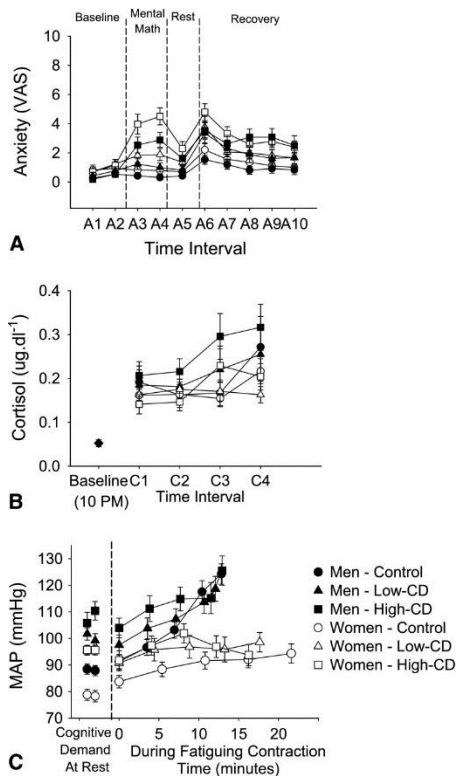 Baseline
Mental
Math
Rest
Recovery
Anxiety (VAS)
10
8
6
4
2
0
A1 A2 A3 A4 A5 A6 A7 A8 A9A10
A
Time Interval
Cortisol (ug.dl-1)
0.4
0.3
0.2
0.1
0.0
Baseline C1 C2 C3 C4
(10 PM)
Time Interval
B
MAP (mmHg)
130
120
110
100
90
80
70
Men - Control
Men - Low-CD
Men - High-CD
Women - Control
Women - Low-CD
Women - High-CD
Cognitive
Demand
At Rest
0 5 10 15 20
During Fatiguing Contraction
Time (minutes)
C